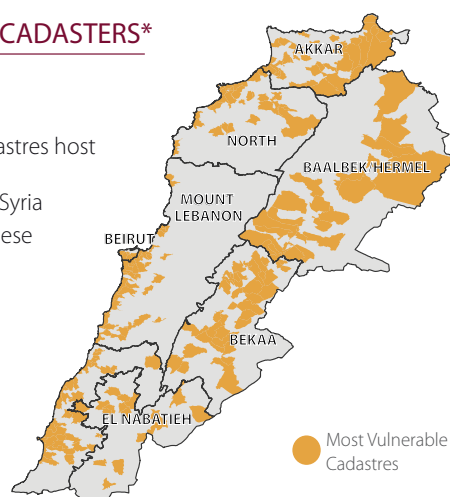 CADASTERS*
astres host
Syria
ese
AKKAR
NORTH
BAALBEK/HERMEL
MOUNT
LEBANON
BEIRUT
BEKAA
EL NABATIEH
Most Vulnerable
Cadastres